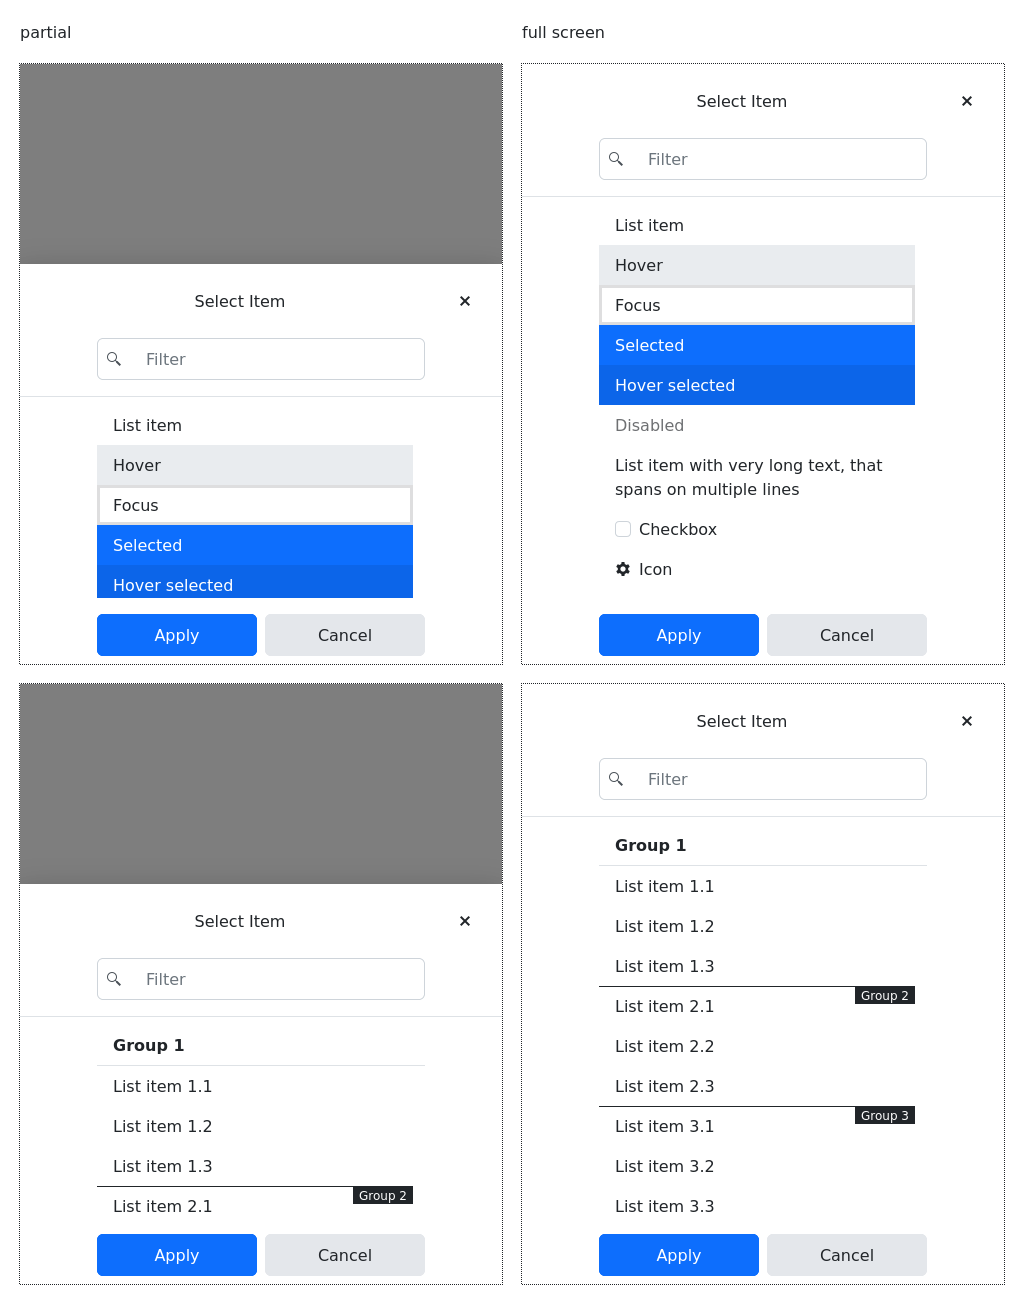 partial
full screen
Select Item ×
Filter
List item
Hover
Focus
Selected
Hover selected
Apply Cancel
Select Item ×
Filter
List item
Hover
Focus
Selected
Hover selected
Disabled
List item with very long text, that
spans on multiple lines
Checkbox
Icon
Apply Cancel
Select Item ×
Filter
Group 1
List item 1.1
List item 1.2
List item 1.3
Group 2
List item 2.1
Apply Cancel
Select Item ×
Filter
Group 1
List item 1.1
List item 1.2
List item 1.3
Group 2
List item 2.1
List item 2.2
List item 2.3
Group 3
List item 3.1
List item 3.2
List item 3.3
Apply Cancel